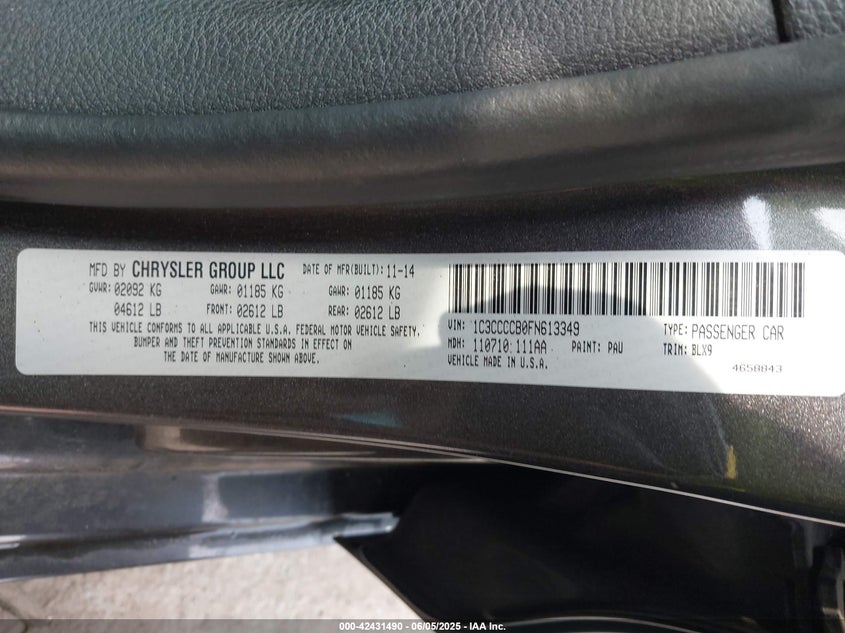 MFD BY CHRYSLER GROUP LLC DATE OF MFR(BUILT): 11-14
GVWR: 02092 KG GAWR: 01185 KG GAWR: 01185 KG
04612 LB FRONT: 02612 LB REAR: 02612 LB
THIS VEHICLE CONFORMS TO ALL APPLICABLE U.S.A. FEDERAL MOTOR VEHICLE SAFETY,
BUMPER AND THEFT PREVENTION STANDARDS IN EFFECT ON
THE DATE OF MANUFACTURE SHOWN ABOVE.
VIN: 1C3CCCCB0FN613349 TYPE: PASSENGER CAR
MDH: 110710 111AA PAINT: PAU TRIM: BLX9
VEHICLE MADE IN U.S.A. 4658843
000-42431490 - 06/05/2025 - IAA Inc.